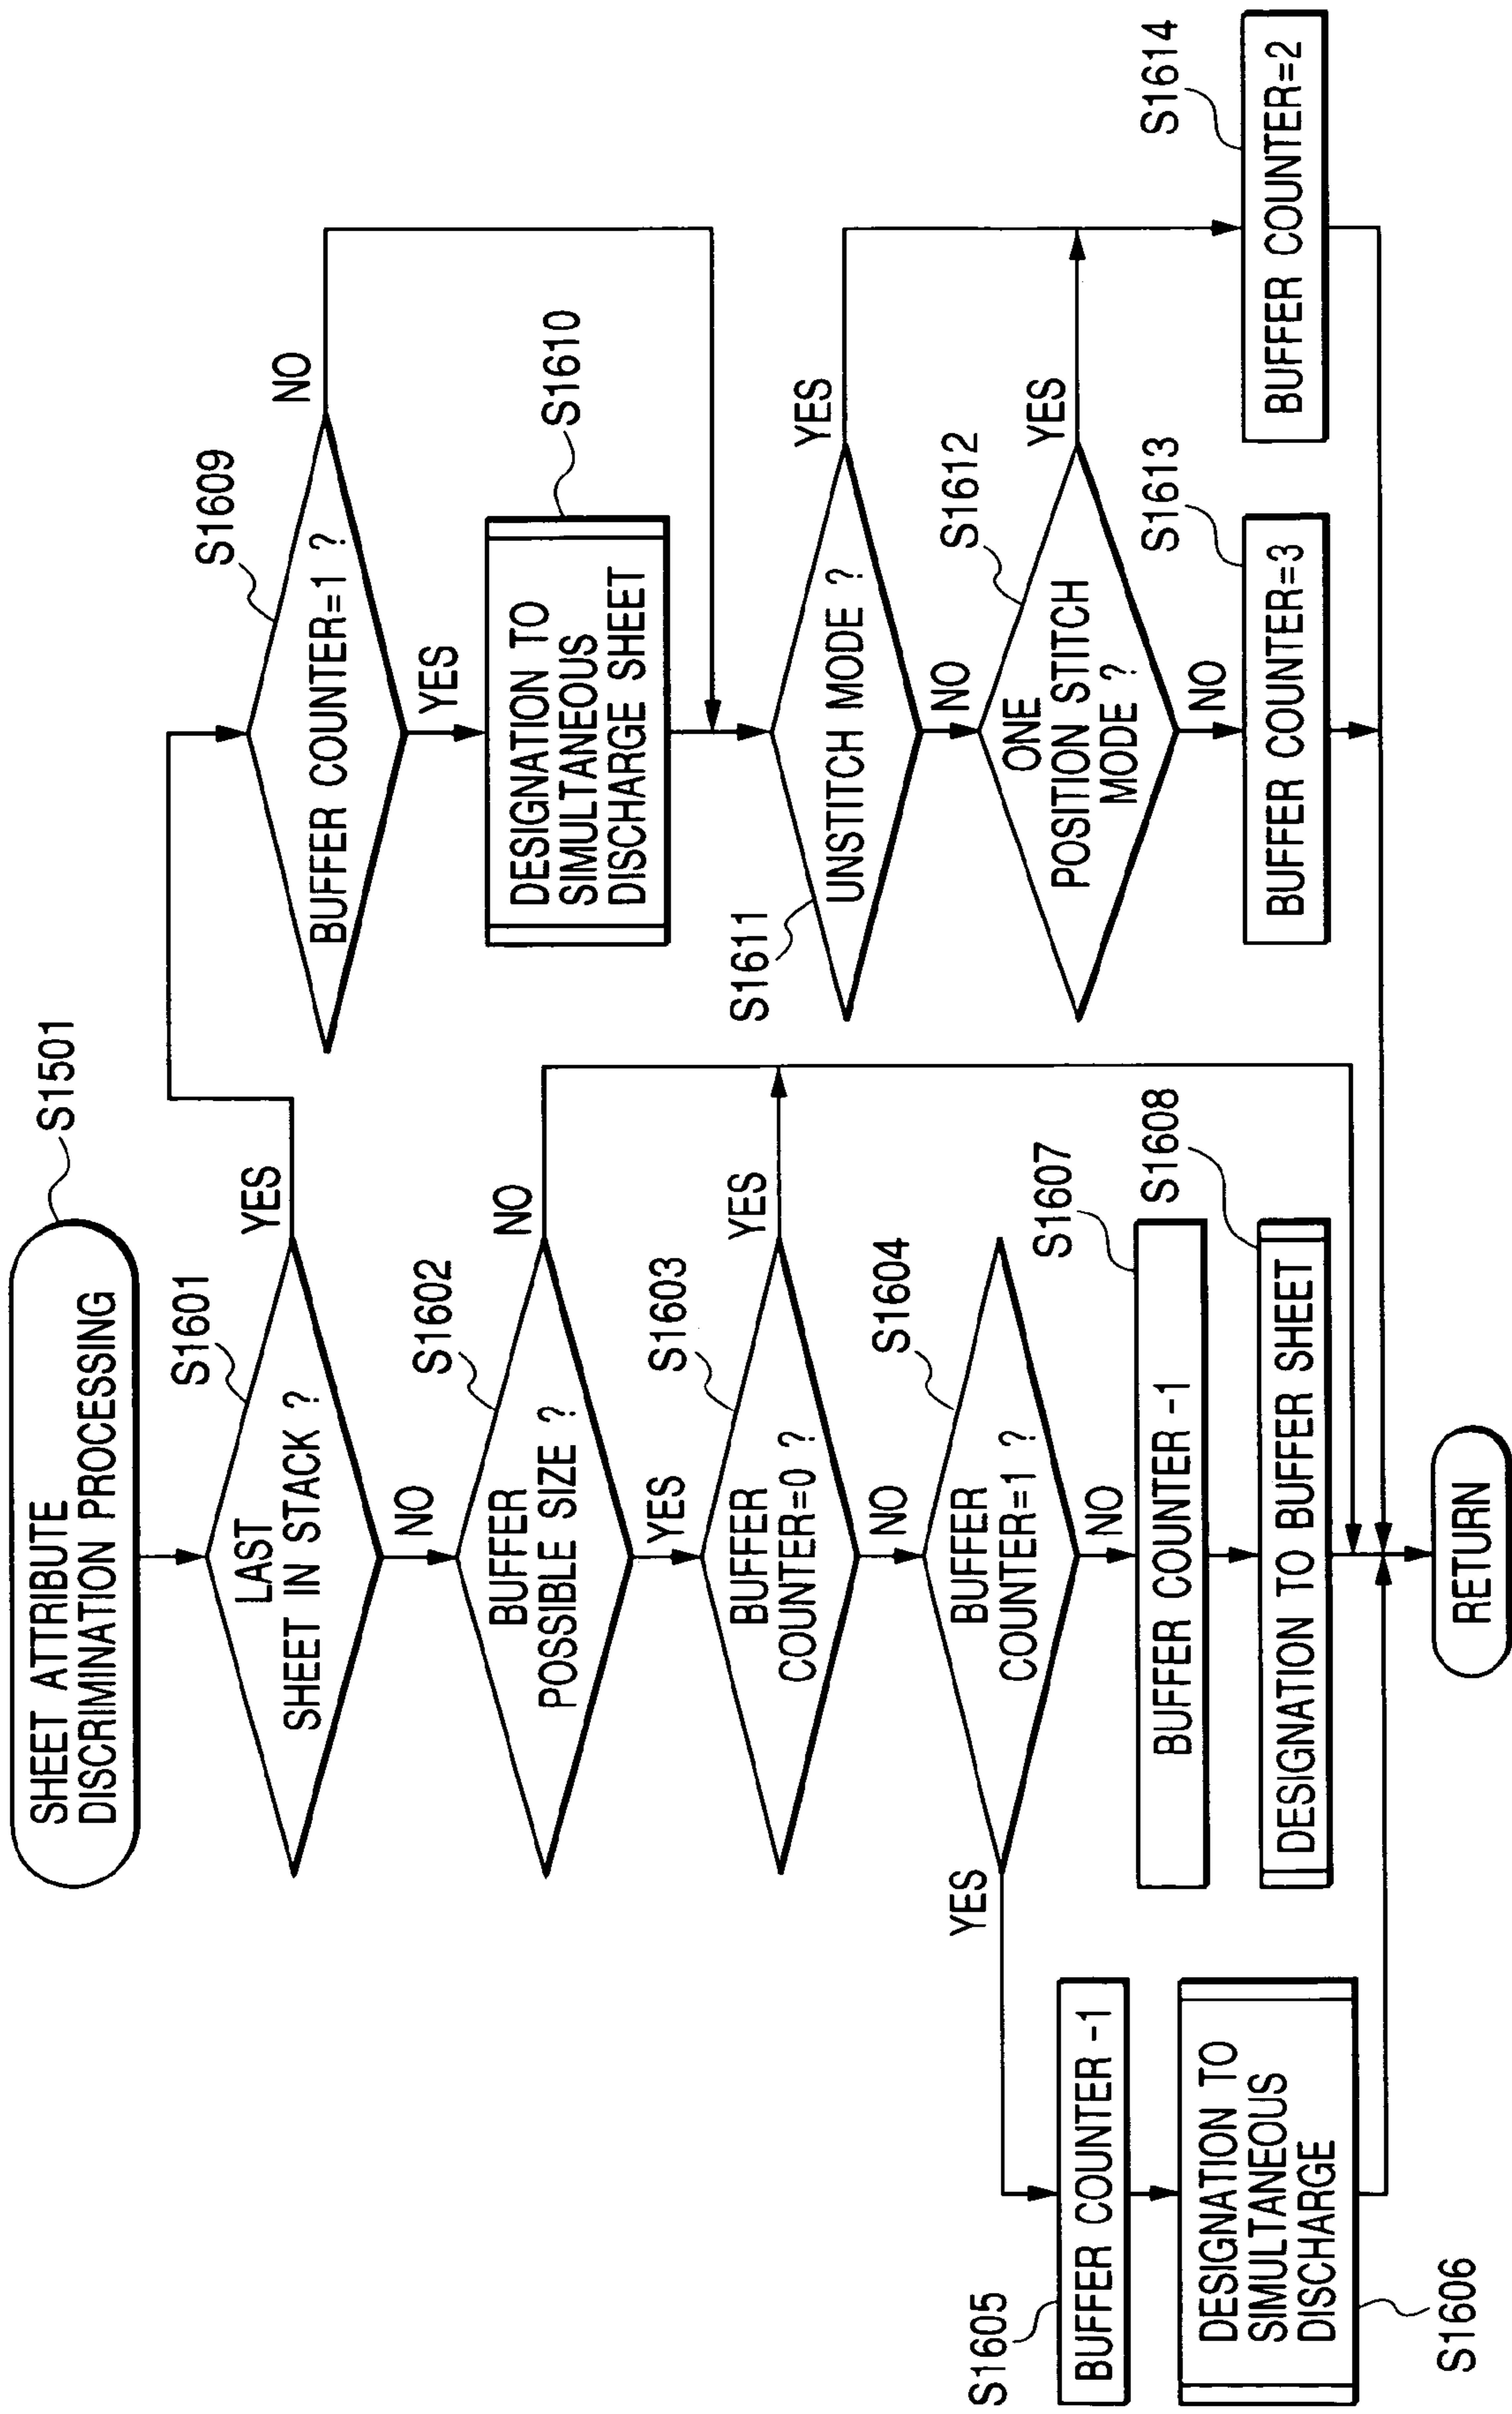 SHEET ATTRIBUTE
DISCRIMINATION PROCESSING
S1501
LAST
SHEET IN STACK ?
S1601
YES
NO
BUFFER
POSSIBLE SIZE ?
S1602
NO
YES
BUFFER
COUNTER=0 ?
S1603
YES
NO
BUFFER
COUNTER=1 ?
S1604
YES
NO
S1605
BUFFER COUNTER -1
DESIGNATION TO
SIMULTANEOUS
DISCHARGE
S1606
BUFFER COUNTER -1
S1607
DESIGNATION TO BUFFER SHEET
S1608
BUFFER COUNTER=1 ?
S1609
NO
YES
DESIGNATION TO
SIMULTANEOUS
DISCHARGE SHEET
S1610
S1611
UNSTITCH MODE ?
YES
NO
ONE
POSITION STITCH
MODE ?
S1612
YES
NO
BUFFER COUNTER=3
S1613
BUFFER COUNTER=2
S1614
RETURN